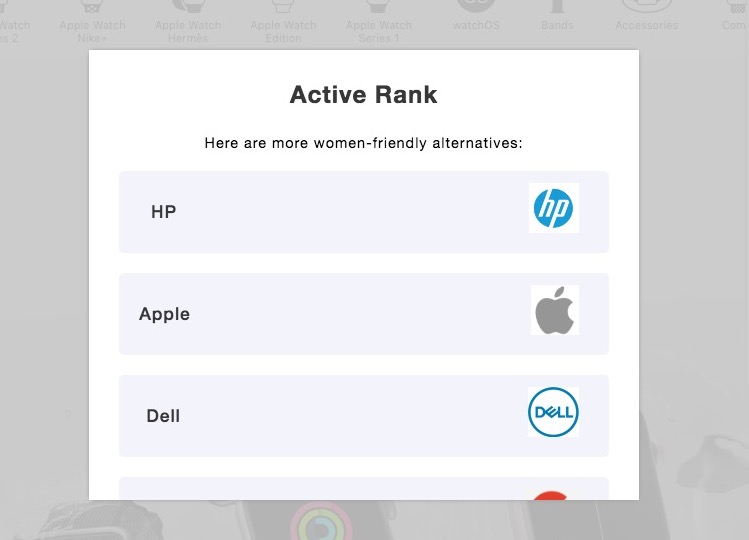 Watch
Apple Watch
Apple Watch
Apple Watch
Apple Watch
watchOS
Bands
Accessories
Com
es 2
Nike+
Hermès
Edition
Series 1
Active Rank
Here are more women-friendly alternatives:
HP
hp
Apple
Dell
DELL